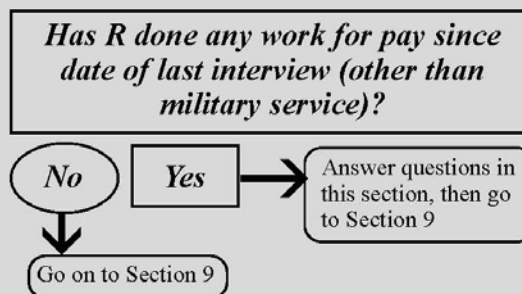 Has R done any work for pay since
date of last interview (other than
military service)?
No
Yes
Answer questions in
this section, then go
to Section 9
Go on to Section 9